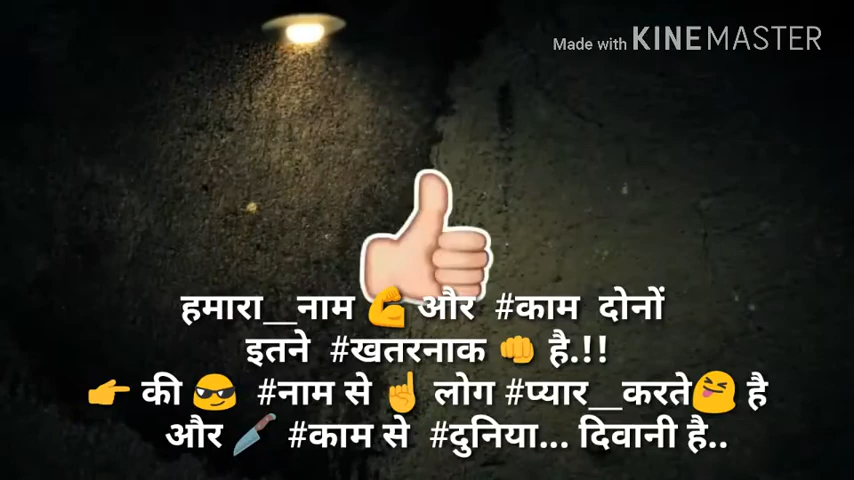 Made with KINEMASTER
हमारा__नाम 💪 और #काम दोनों
इतने #खतरनाक 👊 है.!!
👉 की 😎 #नाम से ☝ लोग #प्यार__करते😝 है
और 🔪 #काम से #दुनिया... दिवानी है..